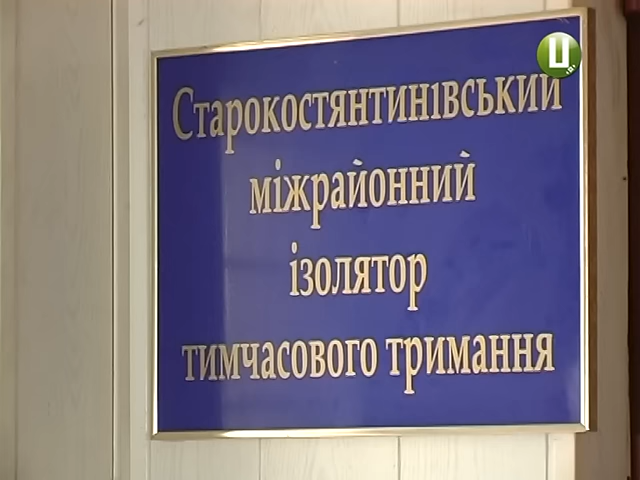 Старокостянтинівський
міжрайонний
ізолятор
тимчасового тримання